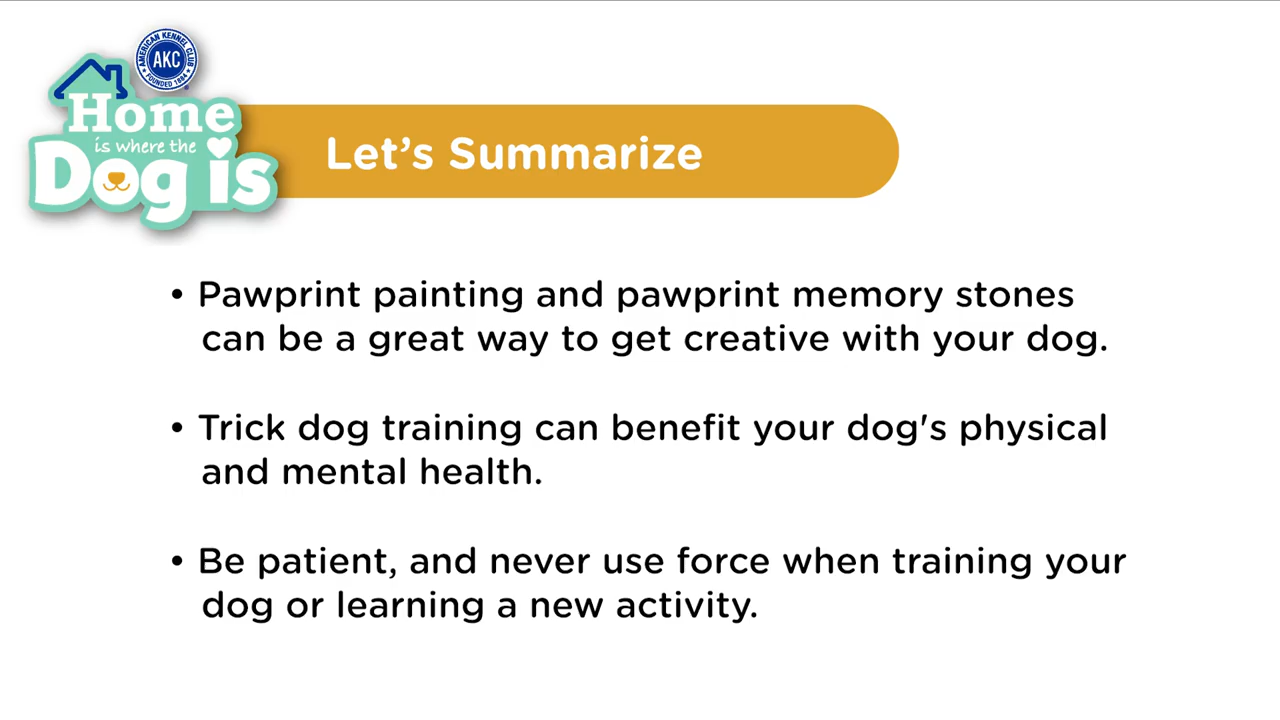 AMERICAN KENNEL CLUB
AKC
FOUNDED 1884
Home
is where the
Dog is
Let's Summarize
• Pawprint painting and pawprint memory stones
can be a great way to get creative with your dog.
• Trick dog training can benefit your dog's physical
and mental health.
• Be patient, and never use force when training your
dog or learning a new activity.